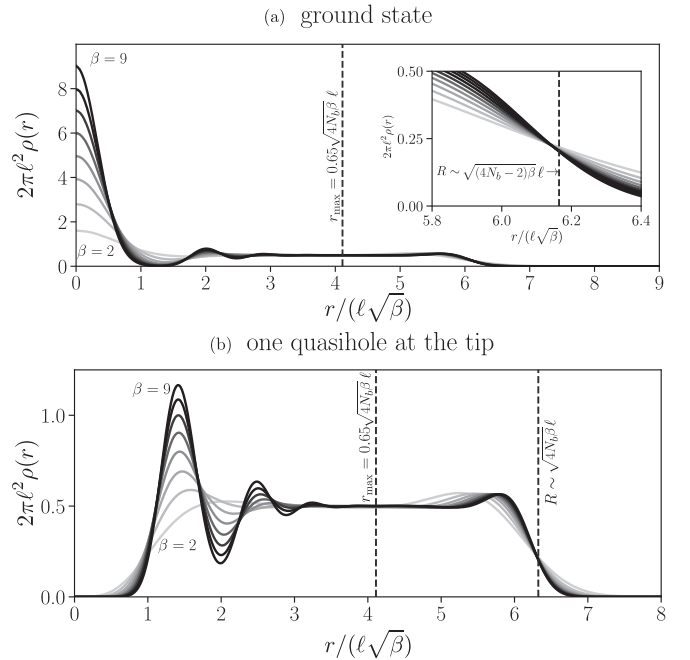 (a) ground state
β = 9
β = 2
2πℓ²ρ(r)
0
2
4
6
8
r_max = 0.65√(4N_bβ) ℓ
0.50
0.25
0.00
2πℓ²ρ(r)
R ~ √((4N_b − 2)β) ℓ →
5.8 6.0 6.2 6.4
r/(ℓ√β)
0 1 2 3 4 5 6 7 8 9
r/(ℓ√β)
(b) one quasihole at the tip
β = 9
β = 2
2πℓ²ρ(r)
1.0
0.5
0.0
r_max = 0.65√(4N_bβ) ℓ
R ~ √(4N_bβ) ℓ
0 1 2 3 4 5 6 7 8
r/(ℓ√β)